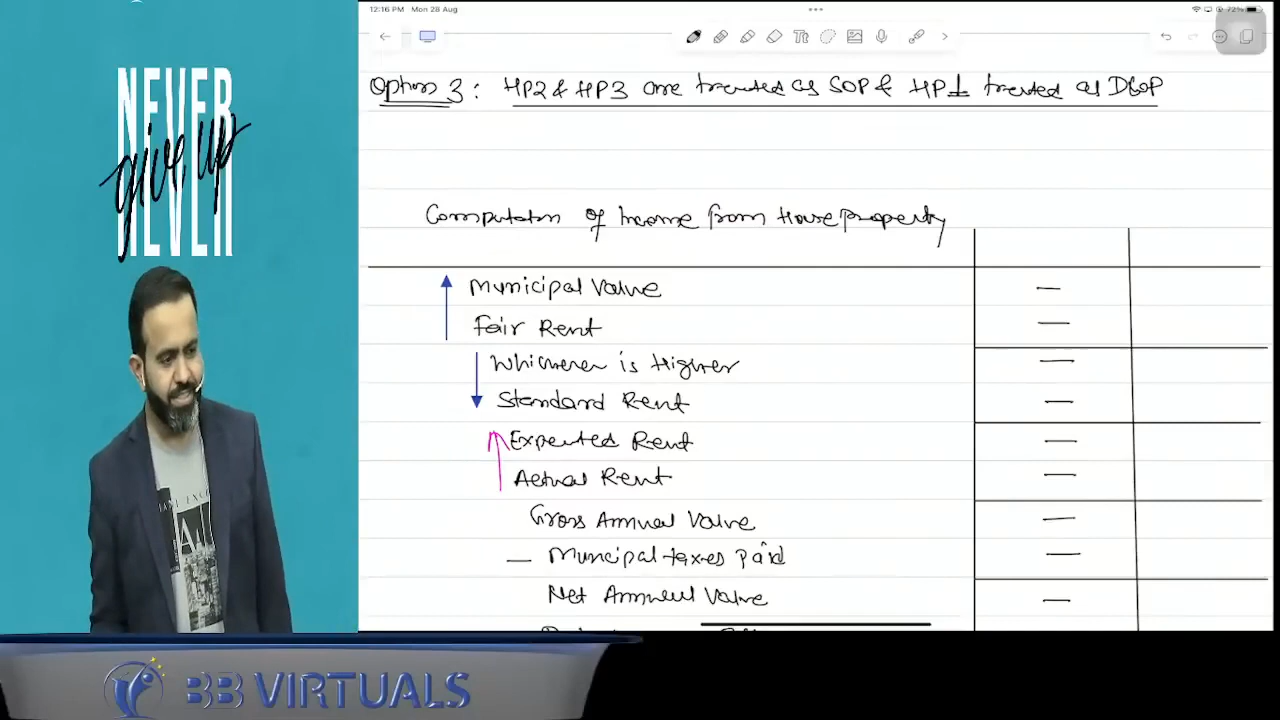 12:16 PM Mon 28 Aug
72%
NEVER
give up
NEVER
Option 3: HP2 & HP3 are treated as SOP & HP1 treated as DLOP
Computation of Income from House property
Municipal Value
Fair Rent
Whichever is Higher
Standard Rent
Expected Rent
Actual Rent
Gross Annual Value
— Municipal taxes paid
Net Annual Value
BB VIRTUALS